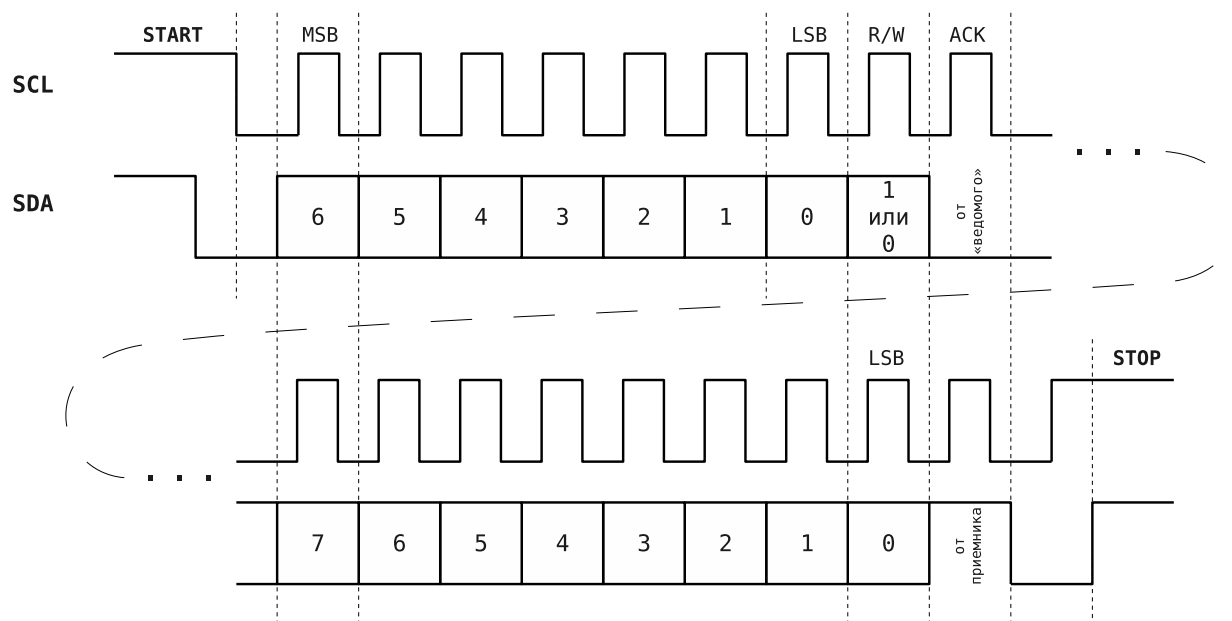 START MSB LSB R/W ACK
SCL
SDA
6 5 4 3 2 1 0
1
или
0
от
«ведомого»
. . .
LSB STOP
. . .
7 6 5 4 3 2 1 0
от
приемника